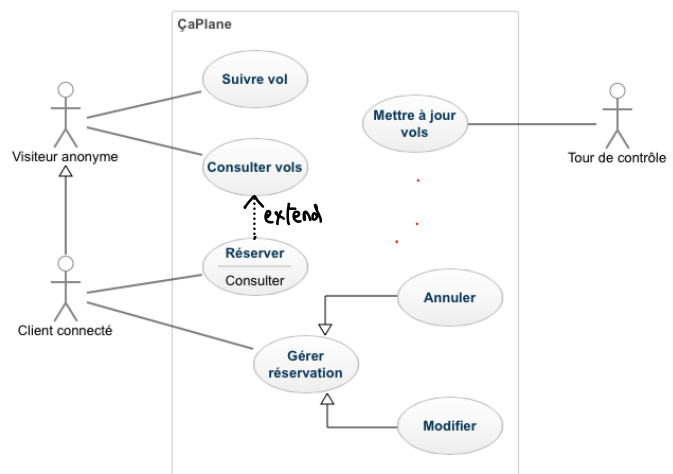 ÇaPlane
Suivre vol
Mettre à jour
vols
Visiteur anonyme
Tour de contrôle
Consulter vols
extend
Réserver
Consulter
Annuler
Client connecté
Gérer
réservation
Modifier